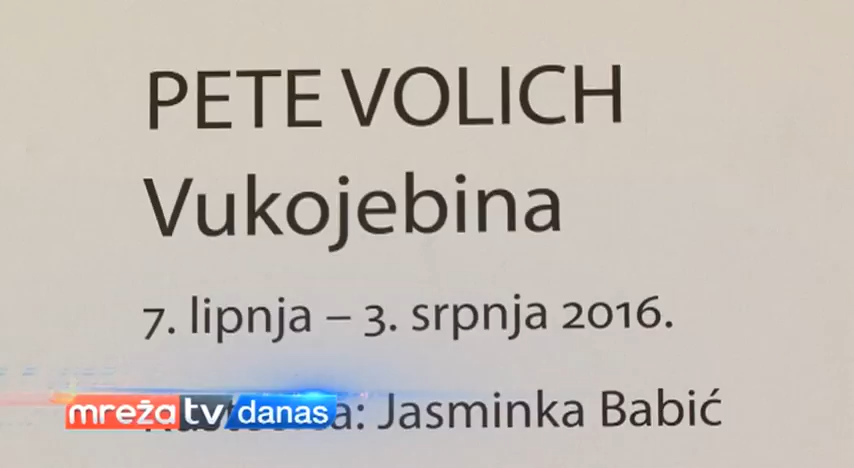 PETE VOLICH
Vukojebina
7. lipnja – 3. srpnja 2016.
mreža tv danas a: Jasminka Babić